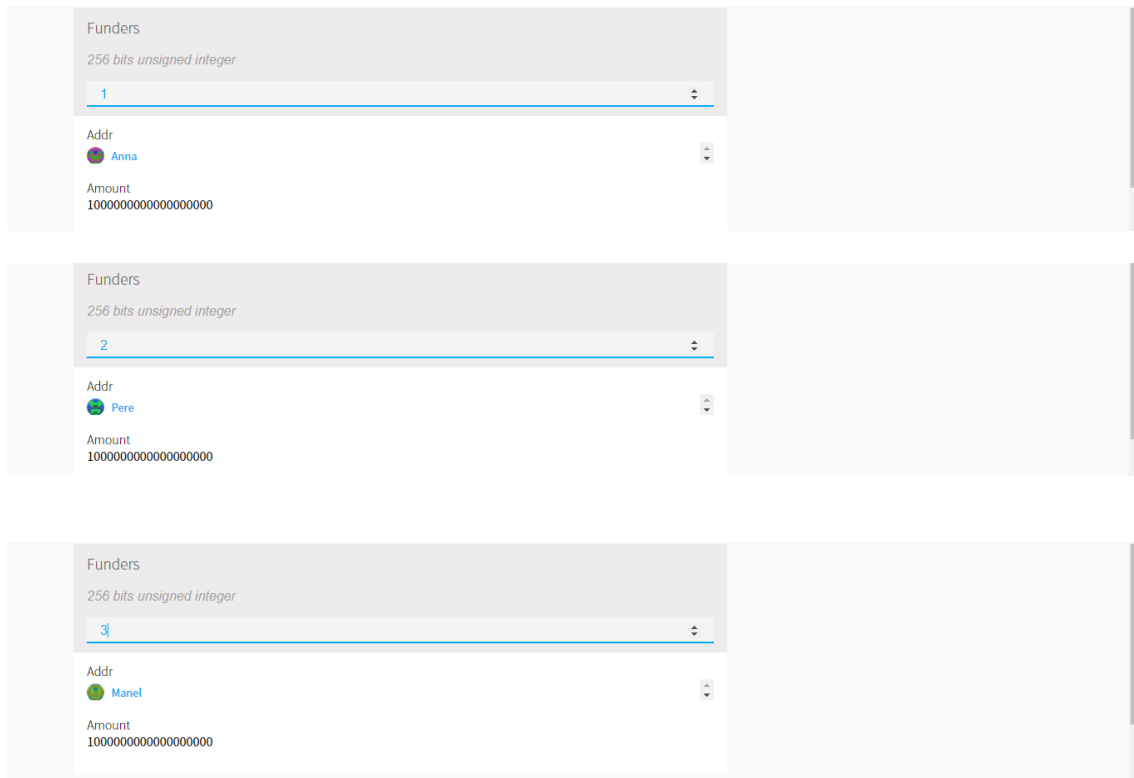 Funders
256 bits unsigned integer
1
Addr
Anna
Amount
1000000000000000000
Funders
256 bits unsigned integer
2
Addr
Pere
Amount
1000000000000000000
Funders
256 bits unsigned integer
3
Addr
Manel
Amount
1000000000000000000